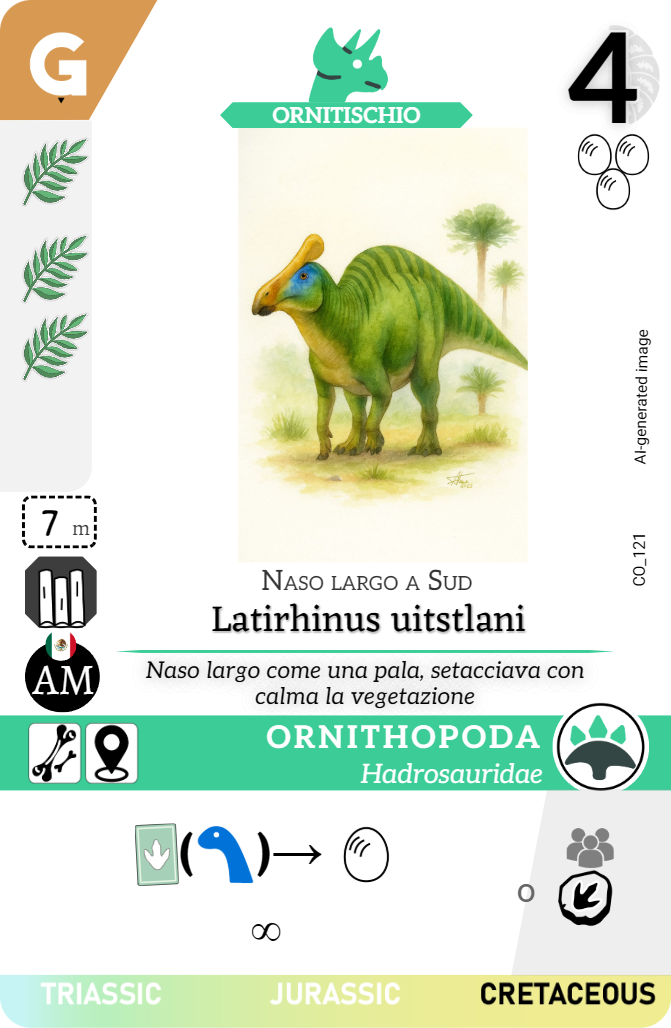 G
4
ORNITISCHIO
AI-generated image
CO_121
7 m
AM
Naso largo a Sud
Latirhinus uitstlani
Naso largo come una pala, setacciava con
calma la vegetazione
ORNITHOPODA
Hadrosauridae
( ) → 
o
∞
TRIASSIC JURASSIC CRETACEOUS